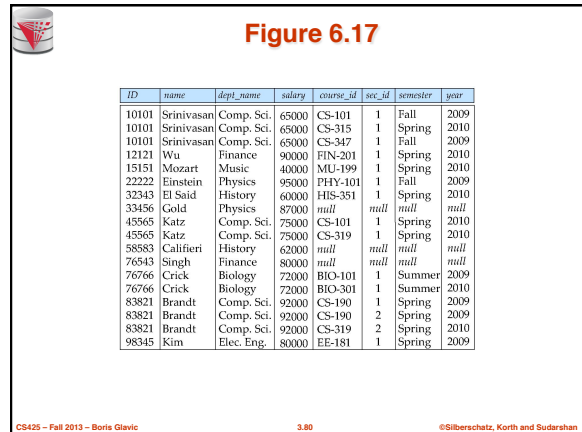 Figure 6.17
ID name dept_name salary course_id sec_id semester year
10101 Srinivasan Comp. Sci. 65000 CS-101 1 Fall 2009
10101 Srinivasan Comp. Sci. 65000 CS-315 1 Spring 2010
10101 Srinivasan Comp. Sci. 65000 CS-347 1 Fall 2009
12121 Wu Finance 90000 FIN-201 1 Spring 2010
15151 Mozart Music 40000 MU-199 1 Spring 2010
22222 Einstein Physics 95000 PHY-101 1 Fall 2009
32343 El Said History 60000 HIS-351 1 Spring 2010
33456 Gold Physics 87000 null null null null
45565 Katz Comp. Sci. 75000 CS-101 1 Spring 2010
45565 Katz Comp. Sci. 75000 CS-319 1 Spring 2010
58583 Califieri History 62000 null null null null
76543 Singh Finance 80000 null null null null
76766 Crick Biology 72000 BIO-101 1 Summer 2009
76766 Crick Biology 72000 BIO-301 1 Summer 2010
83821 Brandt Comp. Sci. 92000 CS-190 1 Spring 2009
83821 Brandt Comp. Sci. 92000 CS-190 2 Spring 2009
83821 Brandt Comp. Sci. 92000 CS-319 2 Spring 2010
98345 Kim Elec. Eng. 80000 EE-181 1 Spring 2009
CS425 – Fall 2013 – Boris Glavic 3.80 ©Silberschatz, Korth and Sudarshan